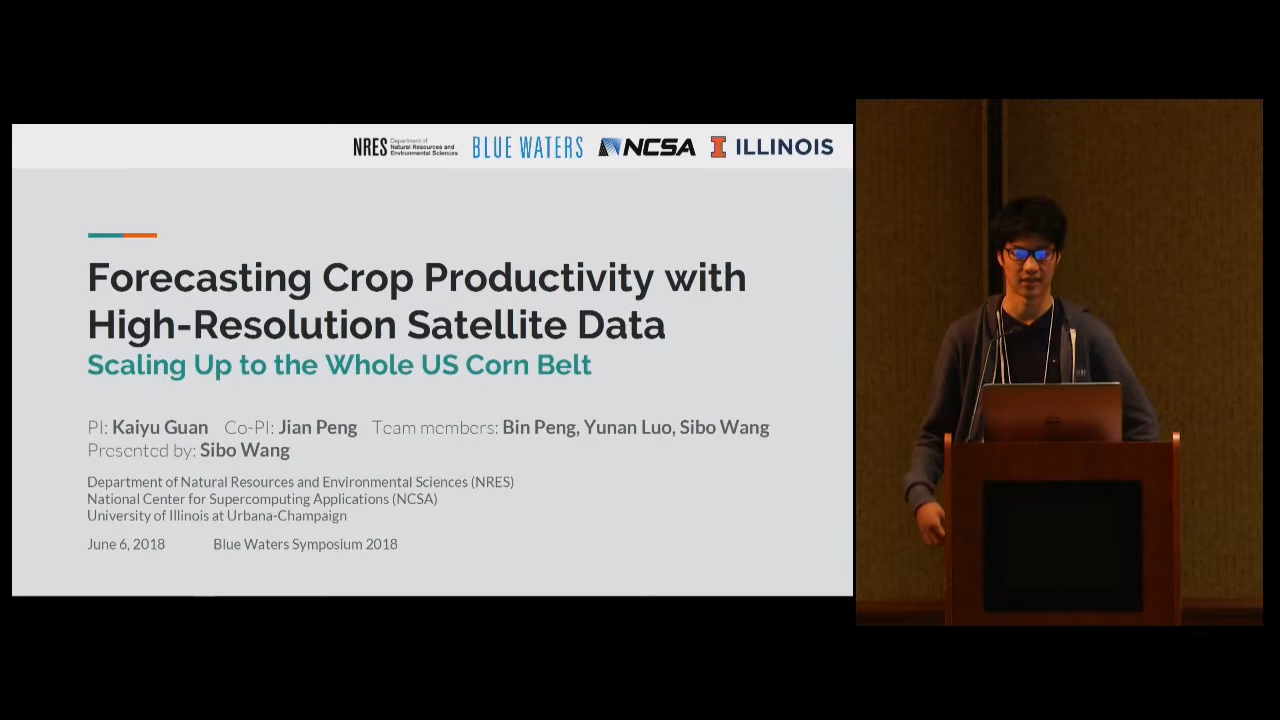 NRES Department of Natural Resources and Environmental Sciences BLUE WATERS NCSA I ILLINOIS
Forecasting Crop Productivity with
High-Resolution Satellite Data
Scaling Up to the Whole US Corn Belt
PI: Kaiyu Guan Co-PI: Jian Peng Team members: Bin Peng, Yunan Luo, Sibo Wang
Presented by: Sibo Wang
Department of Natural Resources and Environmental Sciences (NRES)
National Center for Supercomputing Applications (NCSA)
University of Illinois at Urbana-Champaign
June 6, 2018 Blue Waters Symposium 2018
DELL